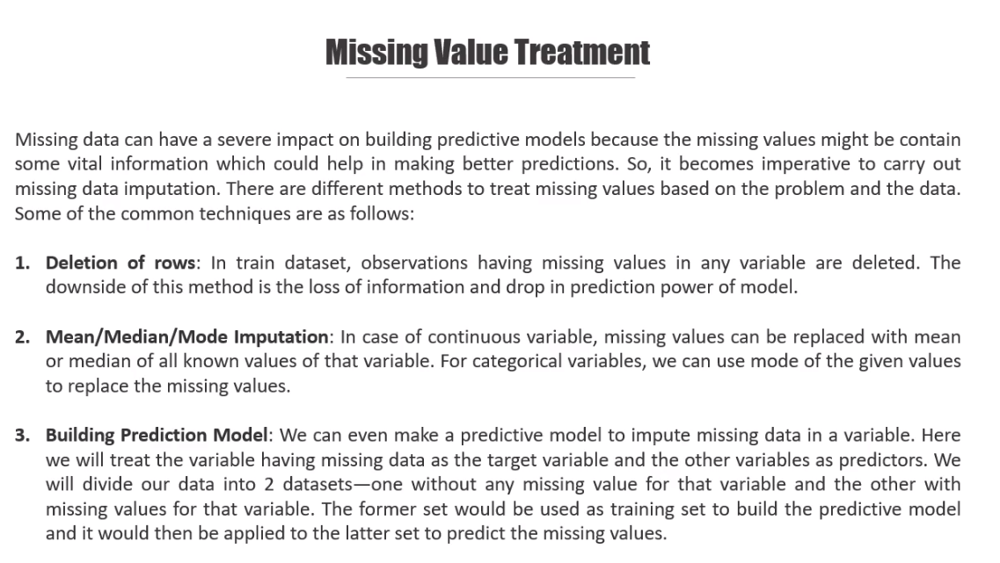 Missing Value Treatment
Missing data can have a severe impact on building predictive models because the missing values might be contain
some vital information which could help in making better predictions. So, it becomes imperative to carry out
missing data imputation. There are different methods to treat missing values based on the problem and the data.
Some of the common techniques are as follows:
1. Deletion of rows: In train dataset, observations having missing values in any variable are deleted. The
downside of this method is the loss of information and drop in prediction power of model.
2. Mean/Median/Mode Imputation: In case of continuous variable, missing values can be replaced with mean
or median of all known values of that variable. For categorical variables, we can use mode of the given values
to replace the missing values.
3. Building Prediction Model: We can even make a predictive model to impute missing data in a variable. Here
we will treat the variable having missing data as the target variable and the other variables as predictors. We
will divide our data into 2 datasets—one without any missing value for that variable and the other with
missing values for that variable. The former set would be used as training set to build the predictive model
and it would then be applied to the latter set to predict the missing values.